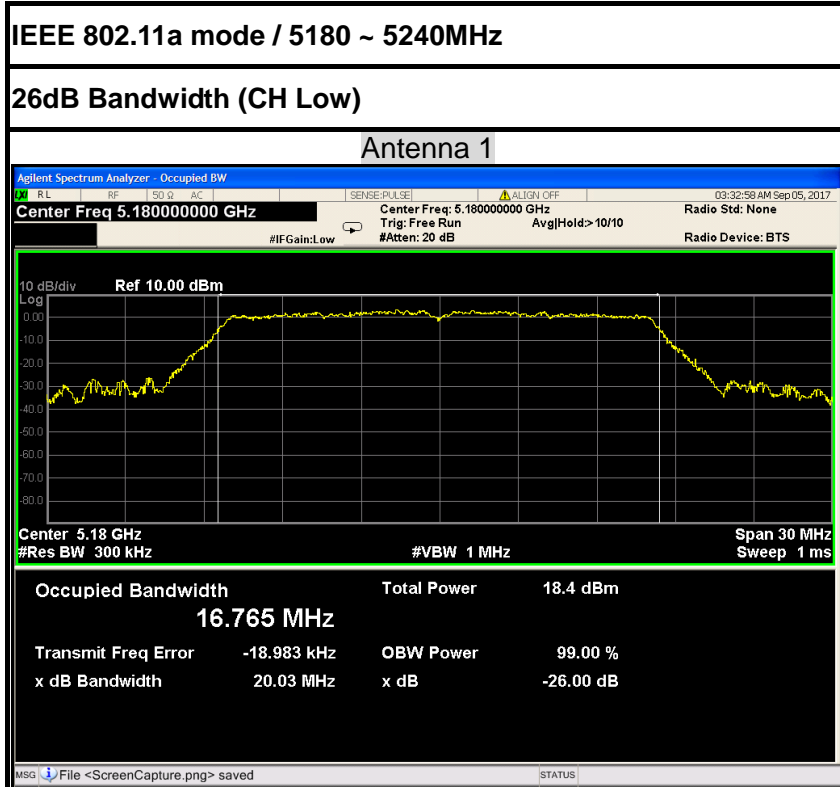 IEEE 802.11a mode / 5180 ~ 5240MHz
26dB Bandwidth (CH Low)
Antenna 1
Agilent Spectrum Analyzer - Occupied BW
LXI RL RF 50 Ω AC SENSE:PULSE ALIGN OFF 03:32:58 AM Sep 05, 2017
Center Freq 5.180000000 GHz Center Freq: 5.180000000 GHz Radio Std: None
Trig: Free Run Avg|Hold:> 10/10
#IFGain:Low #Atten: 20 dB Radio Device: BTS
10 dB/div Ref 10.00 dBm
Log
0.00
-10.0
-20.0
-30.0
-40.0
-50.0
-60.0
-70.0
-80.0
Center 5.18 GHz Span 30 MHz
#Res BW 300 kHz #VBW 1 MHz Sweep 1 ms
Occupied Bandwidth Total Power 18.4 dBm
16.765 MHz
Transmit Freq Error -18.983 kHz OBW Power 99.00 %
x dB Bandwidth 20.03 MHz x dB -26.00 dB
MSG File <ScreenCapture.png> saved STATUS